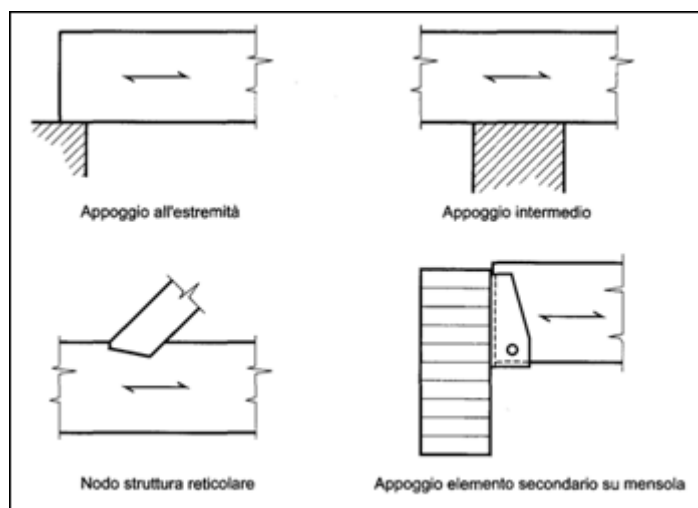 Appoggio all'estremità
Appoggio intermedio
Nodo struttura reticolare
Appoggio elemento secondario su mensola